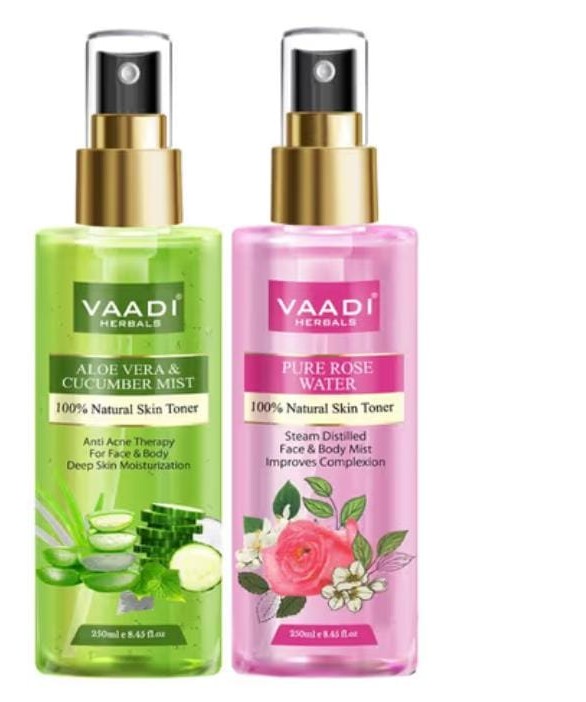 VAADI®
HERBALS
ALOE VERA &
CUCUMBER MIST
100% Natural Skin Toner
Anti Acne Therapy
For Face & Body
Deep Skin Moisturization
250ml e 8.45 fl.oz
VAADI®
HERBALS
PURE ROSE
WATER
100% Natural Skin Toner
Steam Distilled
Face & Body Mist
Improves Complexion
250ml e 8.45 fl.oz